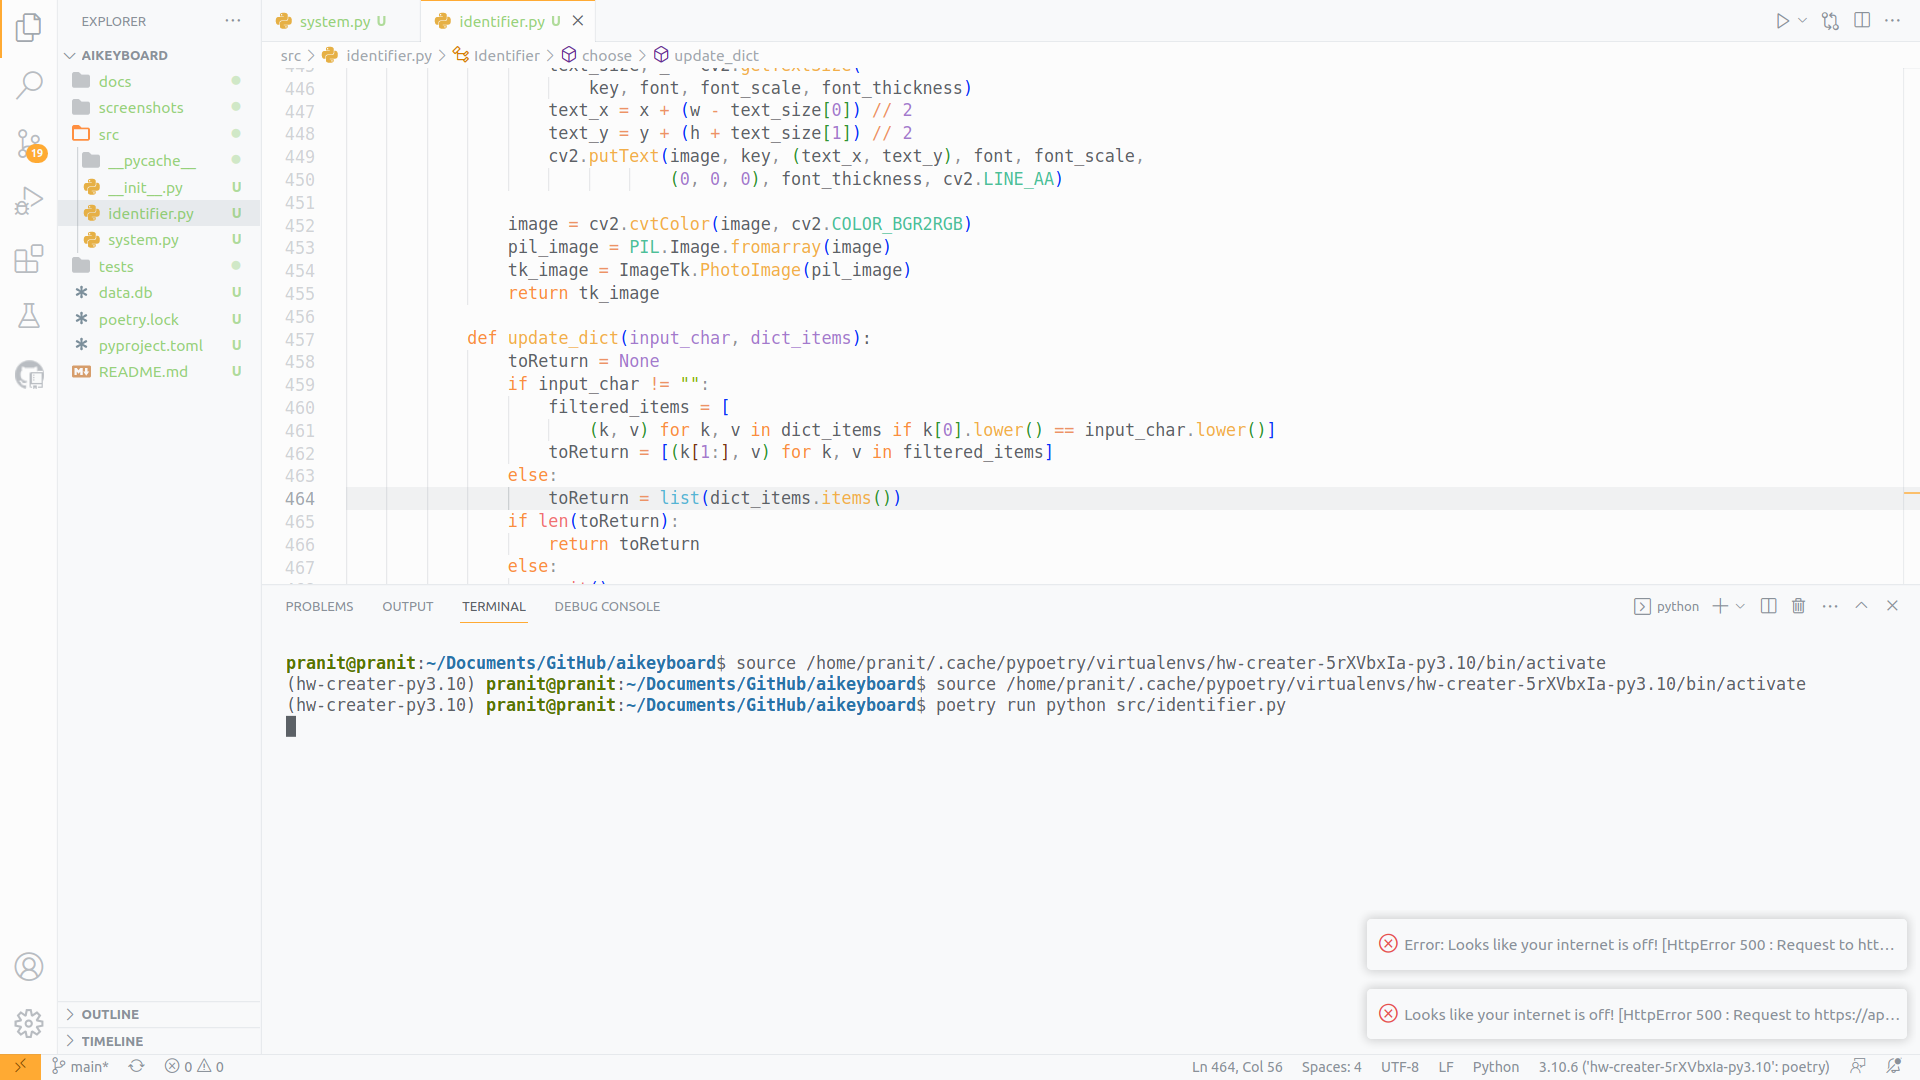 EXPLORER
AIKEYBOARD
docs
screenshots
src
__pycache__
__init__.py U
identifier.py U
system.py U
tests
data.db U
poetry.lock U
pyproject.toml U
README.md U
19
OUTLINE
TIMELINE
system.py U
identifier.py U
src > identifier.py > Identifier > choose > update_dict
446 key, font, font_scale, font_thickness)
447 text_x = x + (w - text_size[0]) // 2
448 text_y = y + (h + text_size[1]) // 2
449 cv2.putText(image, key, (text_x, text_y), font, font_scale,
450 (0, 0, 0), font_thickness, cv2.LINE_AA)
451
452 image = cv2.cvtColor(image, cv2.COLOR_BGR2RGB)
453 pil_image = PIL.Image.fromarray(image)
454 tk_image = ImageTk.PhotoImage(pil_image)
455 return tk_image
456
457 def update_dict(input_char, dict_items):
458 toReturn = None
459 if input_char != "":
460 filtered_items = [
461 (k, v) for k, v in dict_items if k[0].lower() == input_char.lower()]
462 toReturn = [(k[1:], v) for k, v in filtered_items]
463 else:
464 toReturn = list(dict_items.items())
465 if len(toReturn):
466 return toReturn
467 else:
PROBLEMS OUTPUT TERMINAL DEBUG CONSOLE
python
pranit@pranit:~/Documents/GitHub/aikeyboard$ source /home/pranit/.cache/pypoetry/virtualenvs/hw-creater-5rXVbxIa-py3.10/bin/activate
(hw-creater-py3.10) pranit@pranit:~/Documents/GitHub/aikeyboard$ source /home/pranit/.cache/pypoetry/virtualenvs/hw-creater-5rXVbxIa-py3.10/bin/activate
(hw-creater-py3.10) pranit@pranit:~/Documents/GitHub/aikeyboard$ poetry run python src/identifier.py
Error: Looks like your internet is off! [HttpError 500 : Request to htt...
Looks like your internet is off! [HttpError 500 : Request to https://ap...
main* 0 0
Ln 464, Col 56 Spaces: 4 UTF-8 LF Python 3.10.6 ('hw-creater-5rXVbxIa-py3.10': poetry)